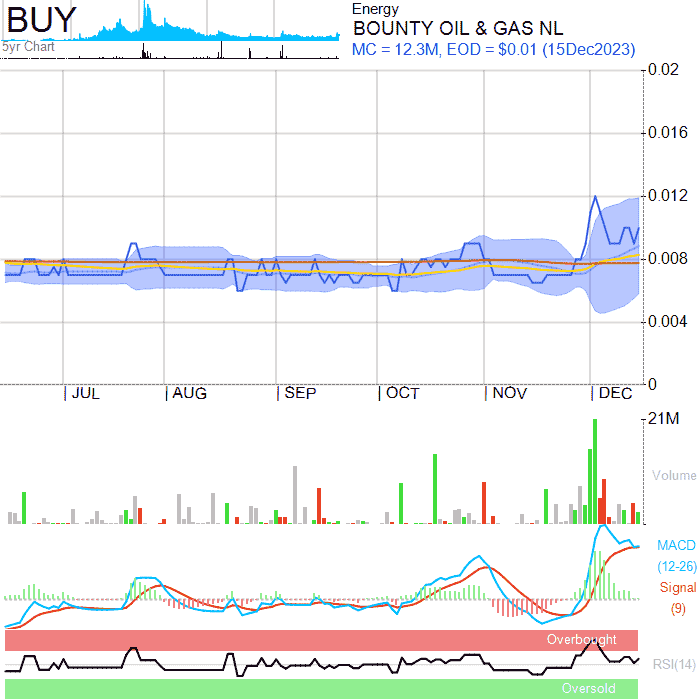 BUY
5yr Chart
Energy
BOUNTY OIL & GAS NL
MC = 12.3M, EOD = $0.01 (15Dec2023)
0.02
0.016
0.012
0.008
0.004
0
JUL AUG SEP OCT NOV DEC
21M
Volume
MACD
(12-26)
Signal
(9)
Overbought
RSI(14)
Oversold